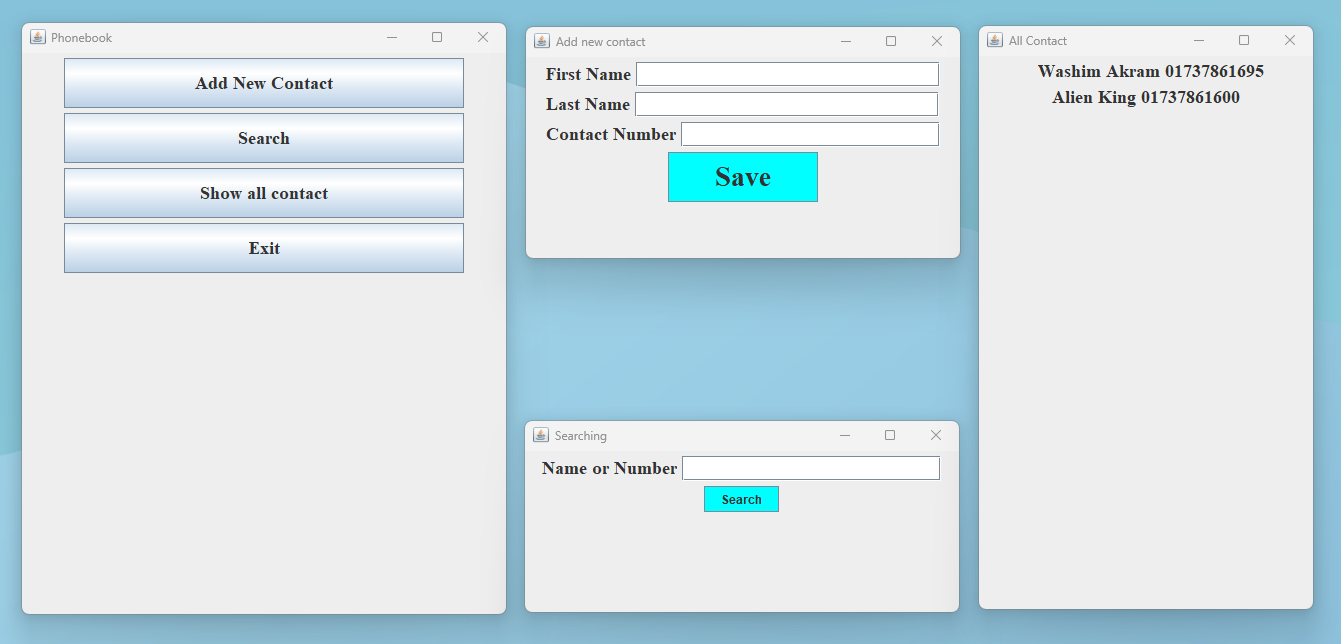 Phonebook
Add New Contact
Search
Show all contact
Exit
Add new contact
First Name
Last Name
Contact Number
Save
Searching
Name or Number
Search
All Contact
Washim Akram 01737861695
Alien King 01737861600